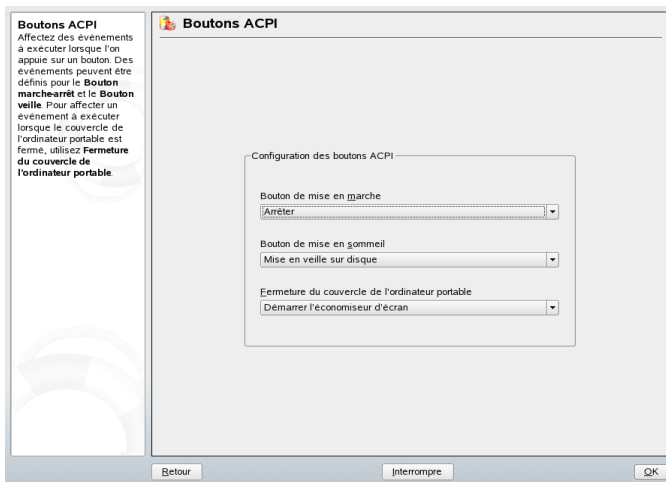 Boutons ACPI
Affectez des événements
à exécuter lorsque l'on
appuie sur un bouton. Des
événements peuvent être
définis pour le Bouton
marche-arrêt et le Bouton
veille. Pour affecter un
événement à exécuter
lorsque le couvercle de
l'ordinateur portable est
fermé, utilisez Fermeture
du couvercle de
l'ordinateur portable.
Boutons ACPI
Configuration des boutons ACPI
Bouton de mise en marche
Arrêter
Bouton de mise en sommeil
Mise en veille sur disque
Fermeture du couvercle de l'ordinateur portable
Démarrer l'économiseur d'écran
Retour
Interrompre
OK